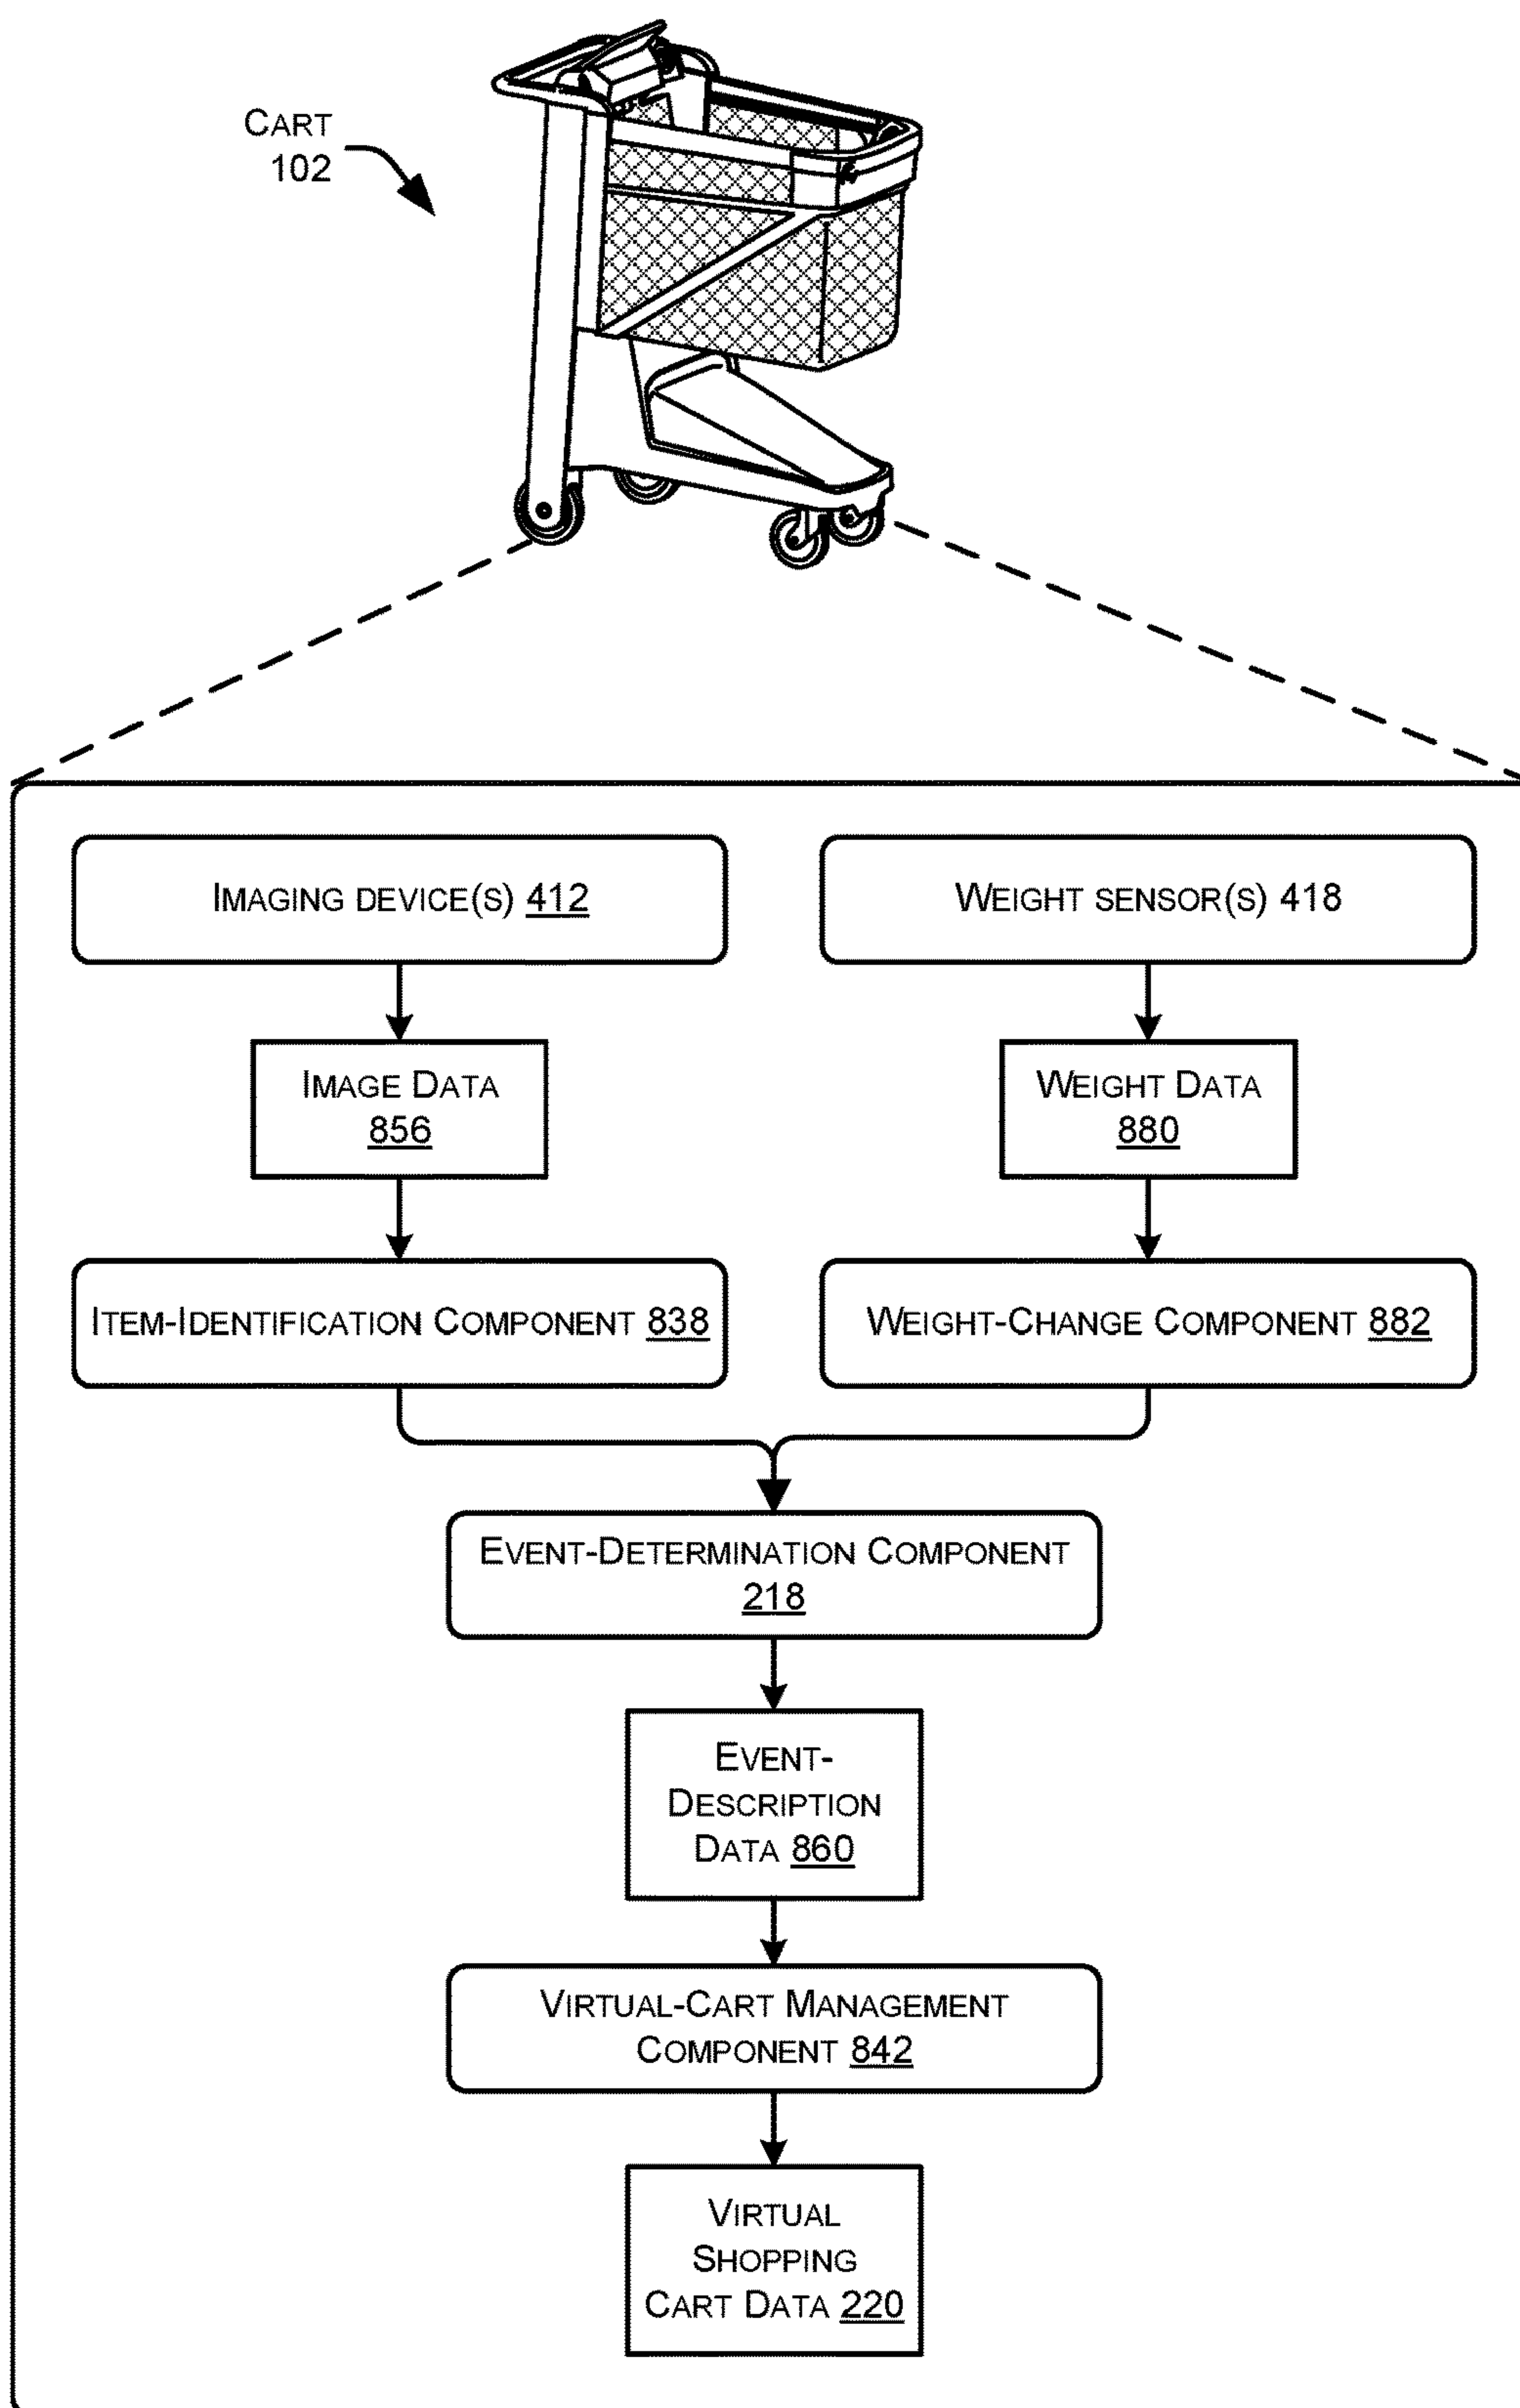 CART
102
IMAGING DEVICE(S) 412
WEIGHT SENSOR(S) 418
IMAGE DATA
856
WEIGHT DATA
880
ITEM-IDENTIFICATION COMPONENT 838
WEIGHT-CHANGE COMPONENT 882
EVENT-DETERMINATION COMPONENT
218
EVENT-
DESCRIPTION
DATA 860
VIRTUAL-CART MANAGEMENT
COMPONENT 842
VIRTUAL
SHOPPING
CART DATA 220